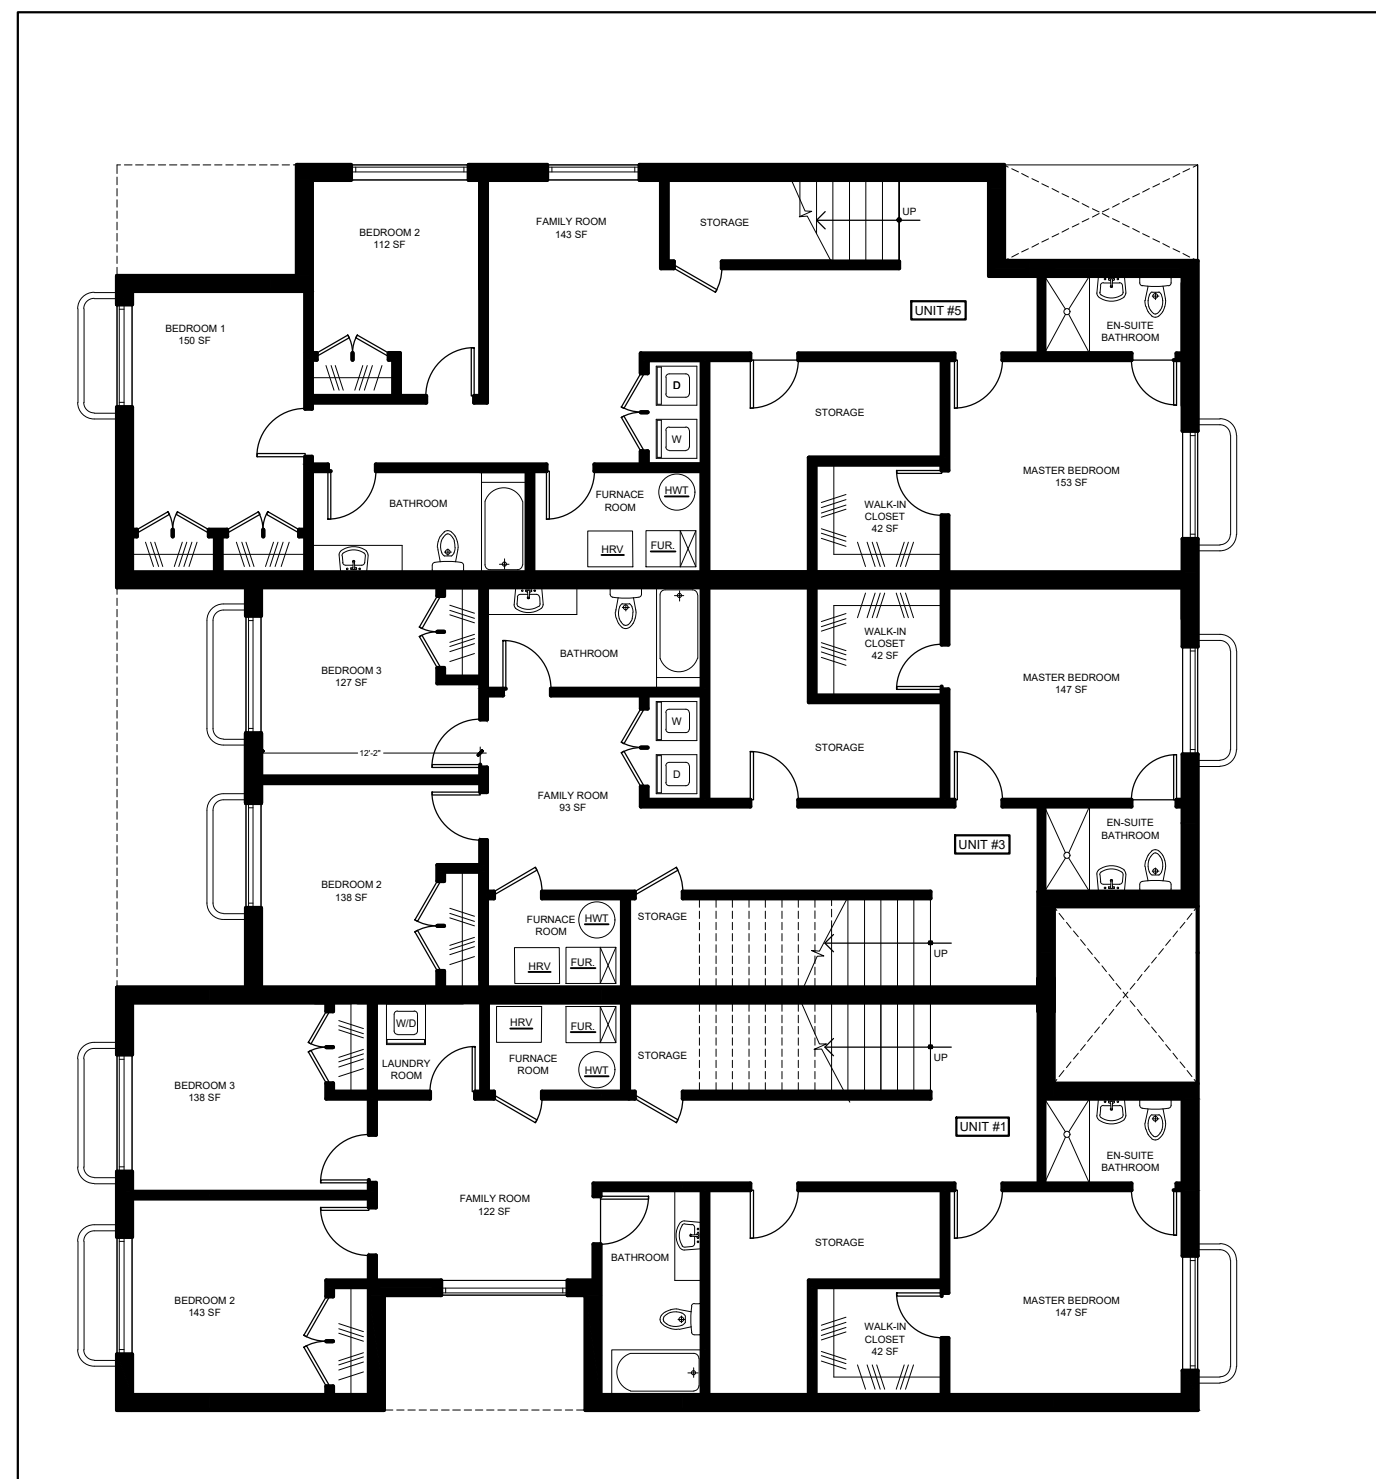 BEDROOM 2
112 SF
FAMILY ROOM
143 SF
STORAGE
UP
UNIT #5
EN-SUITE
BATHROOM
BEDROOM 1
150 SF
D
W
STORAGE
MASTER BEDROOM
153 SF
BATHROOM
FURNACE
ROOM
HWT
HRV
FUR.
WALK-IN
CLOSET
42 SF
BEDROOM 3
127 SF
12'-2"
BATHROOM
WALK-IN
CLOSET
42 SF
MASTER BEDROOM
147 SF
W
D
STORAGE
FAMILY ROOM
93 SF
UNIT #3
EN-SUITE
BATHROOM
BEDROOM 2
138 SF
FURNACE
ROOM
HWT
HRV
FUR.
STORAGE
UP
W/D
LAUNDRY
ROOM
HRV
FUR.
FURNACE
ROOM
HWT
STORAGE
UP
BEDROOM 3
138 SF
UNIT #1
EN-SUITE
BATHROOM
FAMILY ROOM
122 SF
BATHROOM
STORAGE
BEDROOM 2
143 SF
WALK-IN
CLOSET
42 SF
MASTER BEDROOM
147 SF